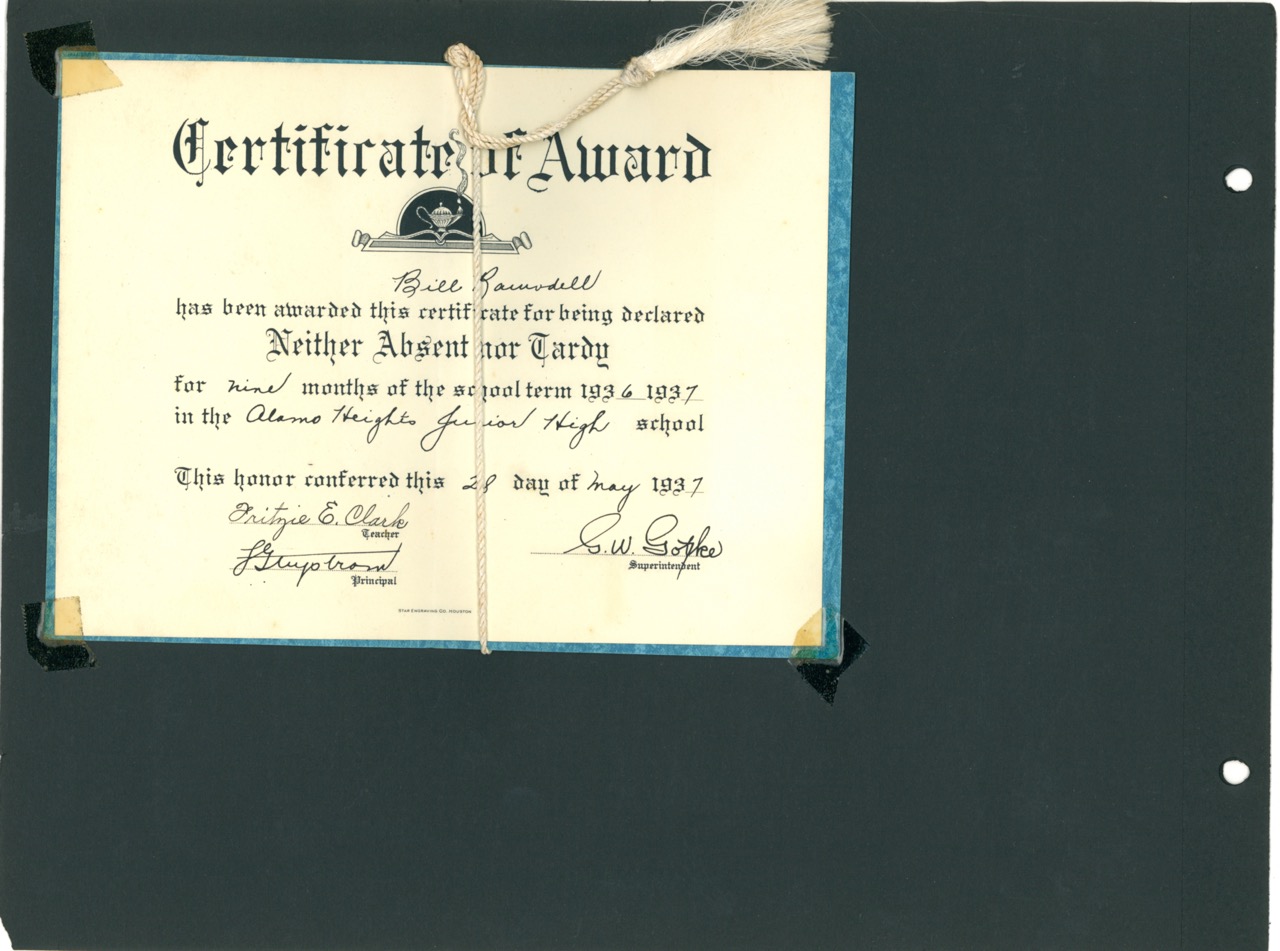 Certificate of Award
Bill Ramsdell
has been awarded this certificate for being declared
Neither Absent nor Tardy
for nine months of the school term 1936 1937
in the Alamo Heights Junior High school
This honor conferred this 28 day of May 1937
Fritzie E. Clark
Teacher
G. W. Gotke
Superintendent
Principal
STAR ENGRAVING CO. HOUSTON